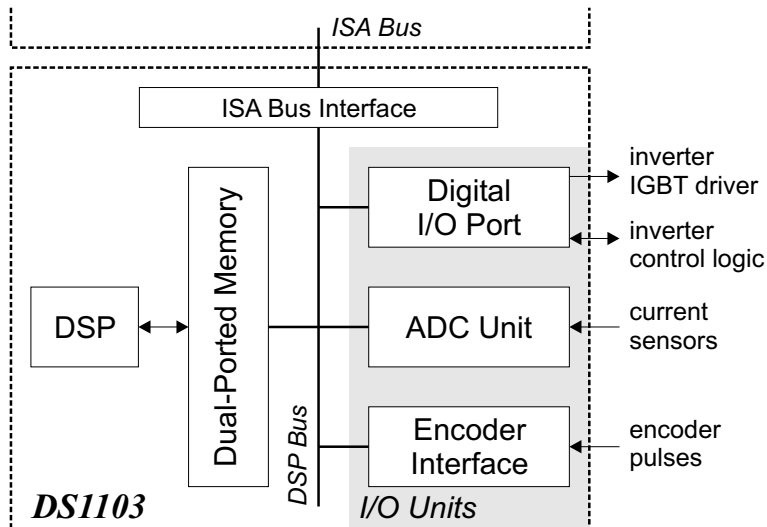 ISA Bus
ISA Bus Interface
Digital
I/O Port
inverter
IGBT driver
inverter
control logic
DSP
Dual-Ported Memory
ADC Unit
current
sensors
DSP Bus
Encoder
Interface
encoder
pulses
DS1103
I/O Units